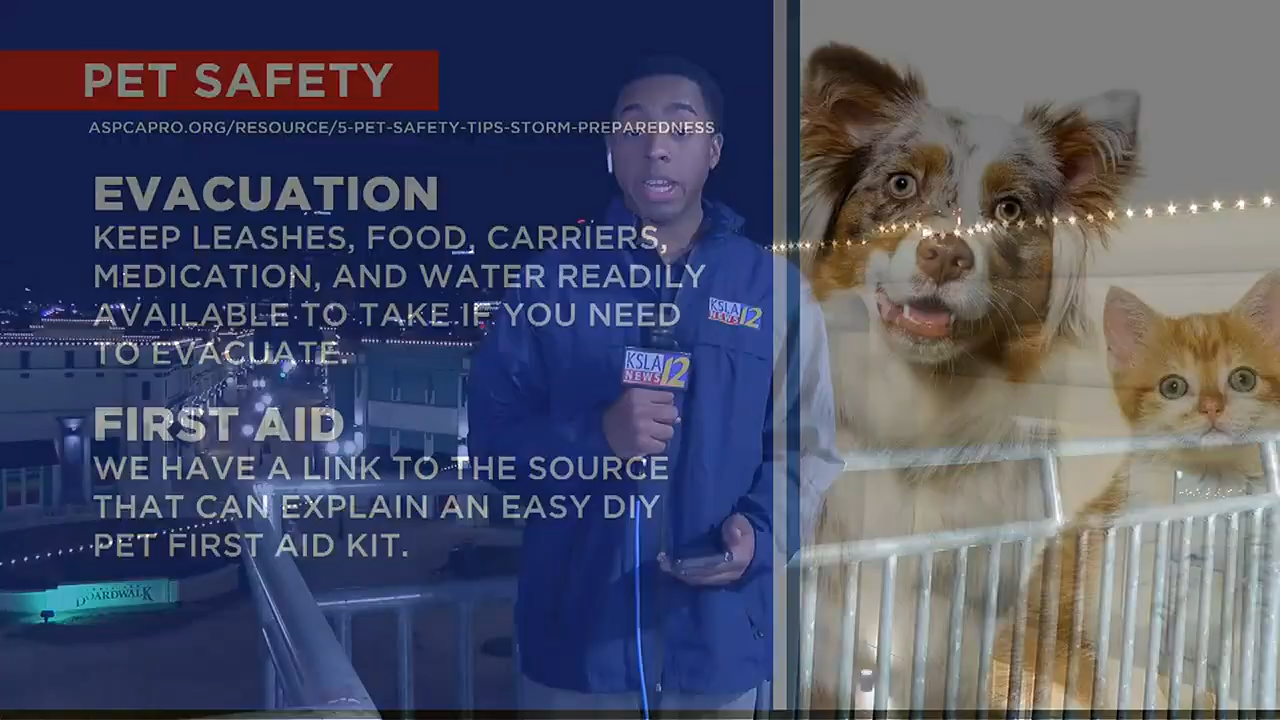 PET SAFETY
ASPCAPRO.ORG/RESOURCE/5-PET-SAFETY-TIPS-STORM-PREPAREDNESS
EVACUATION
KEEP LEASHES, FOOD, CARRIERS,
MEDICATION, AND WATER READILY
AVAILABLE TO TAKE IF YOU NEED
TO EVACUATE.
FIRST AID
WE HAVE A LINK TO THE SOURCE
THAT CAN EXPLAIN AN EASY DIY
PET FIRST AID KIT.
KSLA
NEWS 12
KSLA
NEWS 12
BOARDWALK